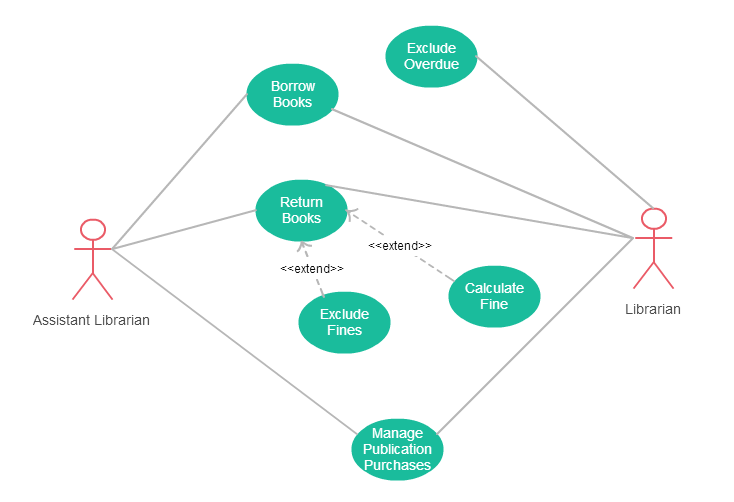 Exclude
Overdue
Borrow
Books
Return
Books
<<extend>>
<<extend>>
Calculate
Fine
Exclude
Fines
Assistant Librarian
Librarian
Manage
Publication
Purchases